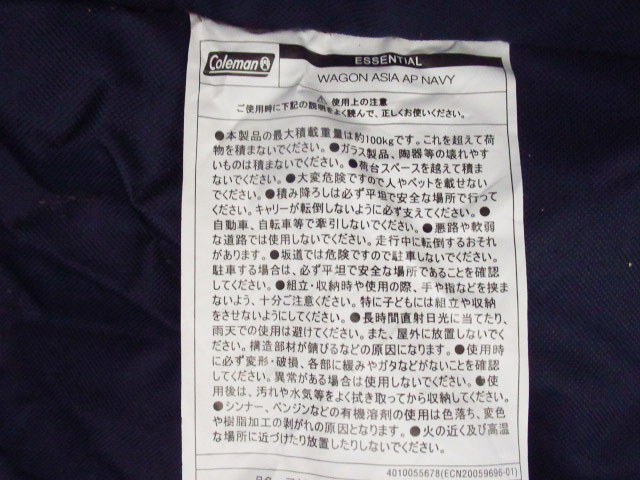 Coleman
ESSENTIAL
WAGON ASIA AP NAVY
⚠ 使用上の注意
ご使用時に下記の説明をよく読んで、正しくお使いください。
●本製品の最大積載重量は約100kgです。これを超えて荷
物を積まないでください。●ガラス製品、陶器等の壊れやす
いものは積まないでください。●荷台スペースを越えて積ま
ないでください。●大変危険ですので人やペットを載せない
でください。●積み降ろしは必ず平坦で安全な場所で行って
ください。キャリーが転倒しないように必ず支えてください。●
自動車、自転車等で牽引しないでください。●悪路や軟弱
な道路では使用しないでください。走行中に転倒するおそれ
があります。●坂道では危険ですので駐車しないでください。
駐車する場合は、必ず平坦で安全な場所であることを確認
してください。●組立・収納時や使用の際、手や指などを挟ま
ないよう、十分ご注意ください。特に子どもには組立や収納
をさせないようにしてください。●長時間直射日光に当てたり、
雨天での使用は避けてください。また、屋外に放置しないでく
ださい。構造部材が錆びるなどの原因になります。●使用時
に必ず変形・破損、各部に緩みやガタなどがないことを確認
してください。異常がある場合は使用しないでください。●使
用後は、汚れや水気等をよく拭き取ってから収納してください。
●シンナー、ベンジンなどの有機溶剤の使用は色落ち、変色
や樹脂加工の剥がれの原因となります。●火の近く及び高温
な場所に近づけたり放置したりしないでください。
4010055678(ECN20059696-01)